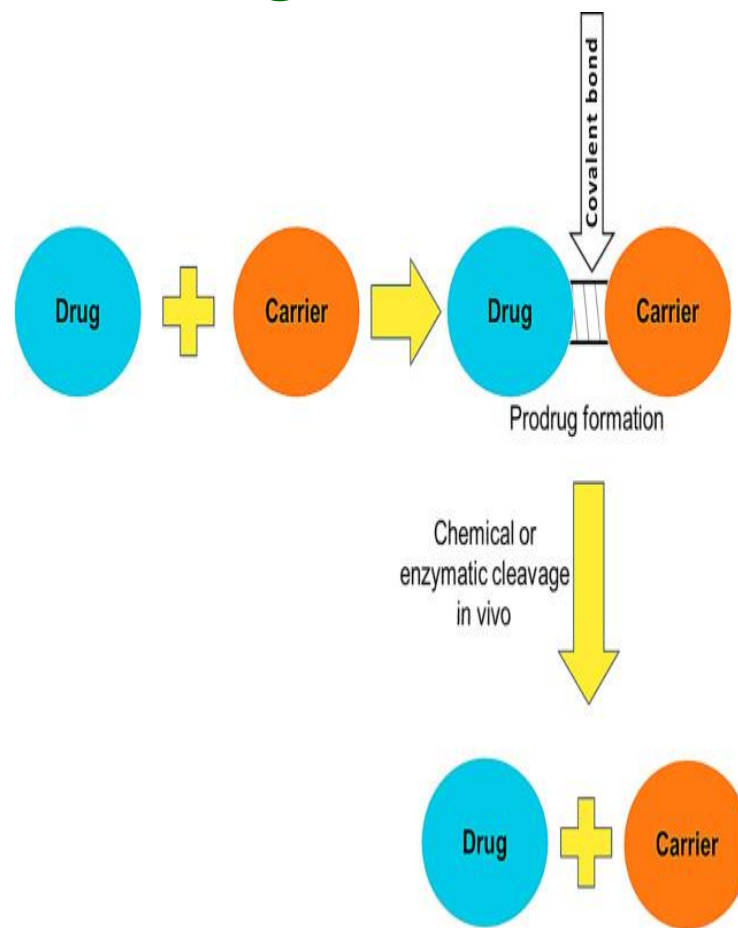 Covalent bond
Drug
Carrier
Drug
Carrier
Prodrug formation
Chemical or
enzymatic cleavage
in vivo
Drug
Carrier